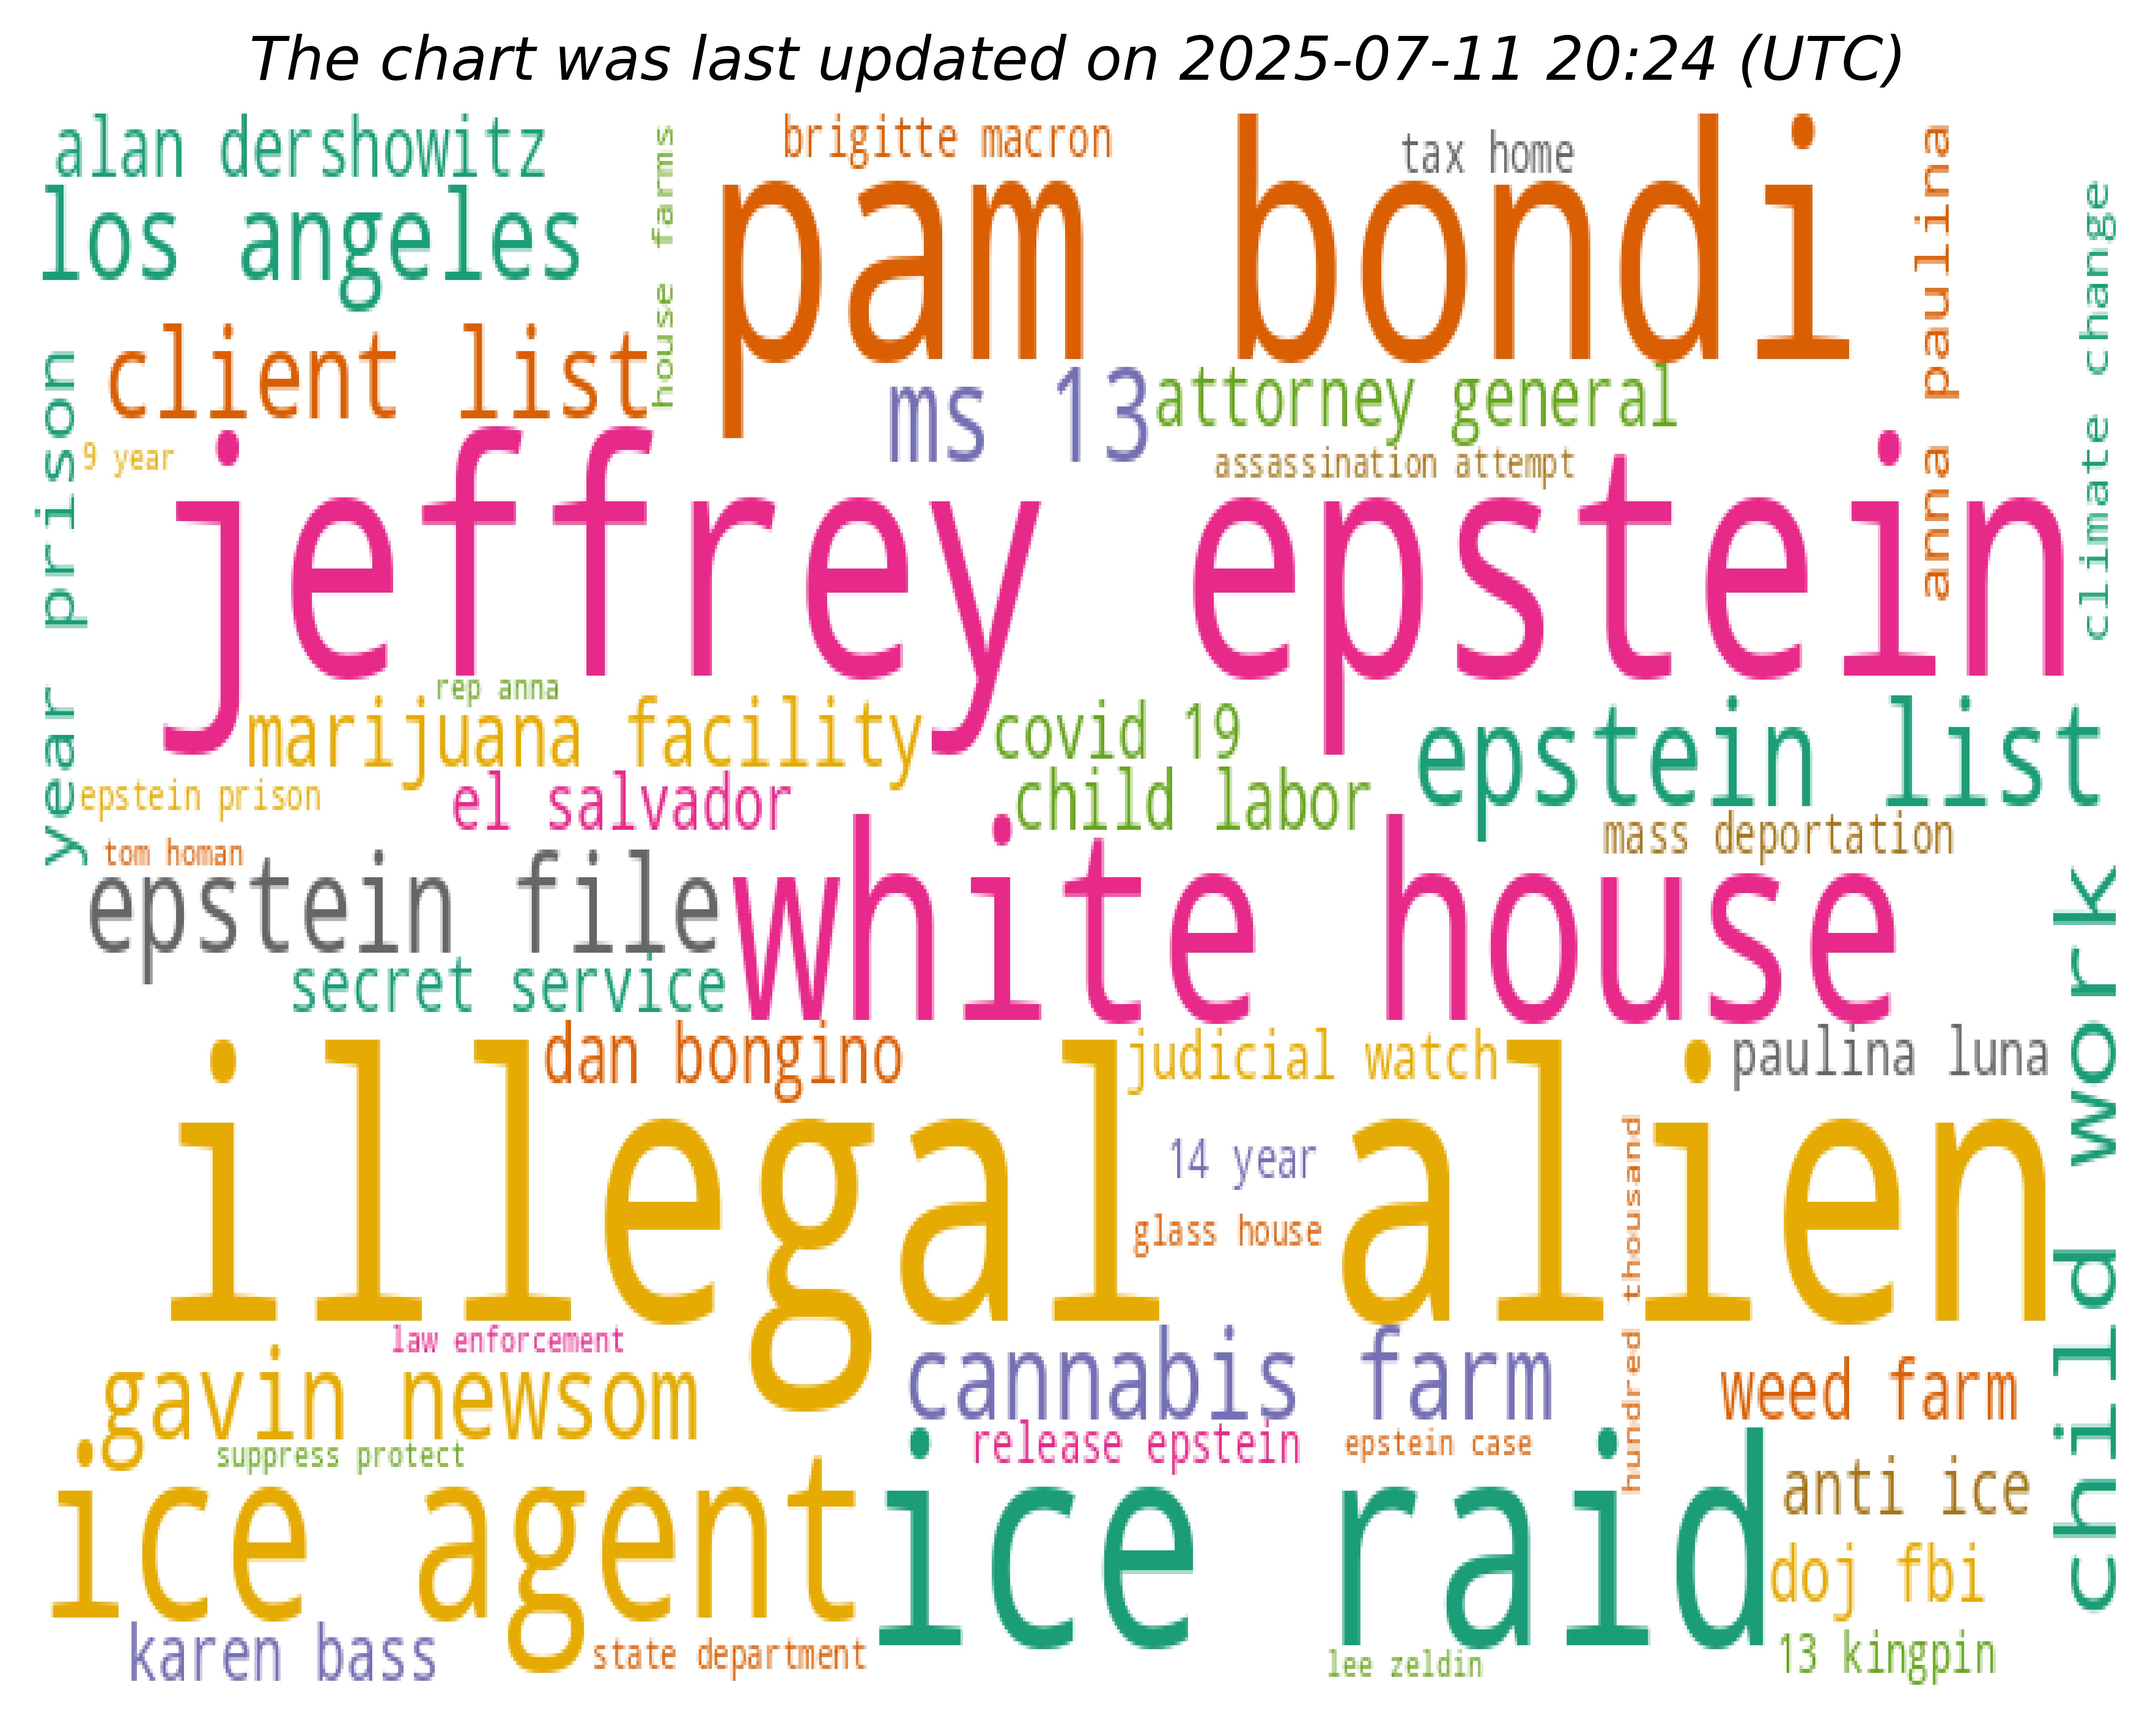 The chart was last updated on 2025-07-11 20:24 (UTC)
alan dershowitz
brigitte macron
tax home
los angeles
house farms
pam bondi
anna paulina
climate change
client list
ms 13
attorney general
year prison
9 year
assassination attempt
jeffrey epstein
rep anna
marijuana facility
covid 19
epstein list
epstein prison
el salvador
child labor
mass deportation
tom homan
epstein file
white house
secret service
child work
dan bongino
judicial watch
paulina luna
illegal alien
14 year
glass house
hundred thousand
law enforcement
gavin newsom
cannabis farm
weed farm
suppress protect
release epstein
epstein case
ice agent
ice raid
anti ice
doj fbi
karen bass
state department
lee zeldin
13 kingpin